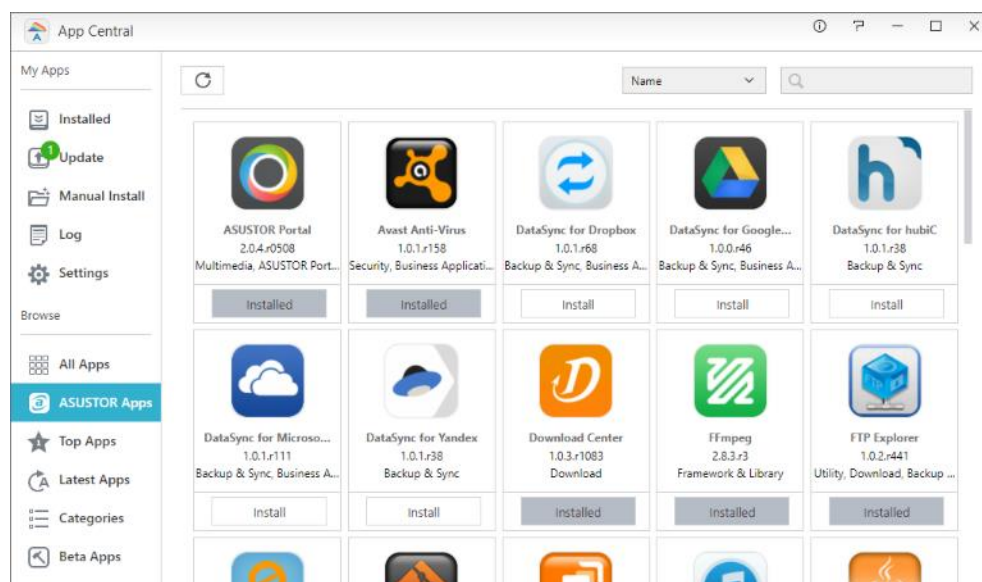 App Central
My Apps
Installed
1
Update
Manual Install
Log
Settings
Browse
All Apps
ASUSTOR Apps
Top Apps
Latest Apps
Categories
Beta Apps
Name
ASUSTOR Portal
2.0.4.r0508
Multimedia, ASUSTOR Port...
Installed
Avast Anti-Virus
1.0.1.r158
Security, Business Applicati...
Installed
DataSync for Dropbox
1.0.1.r68
Backup & Sync, Business A...
Install
DataSync for Google...
1.0.0.r46
Backup & Sync, Business A...
Install
h
DataSync for hubiC
1.0.1.r38
Backup & Sync
Install
DataSync for Microso...
1.0.1.r111
Backup & Sync, Business A...
Install
DataSync for Yandex
1.0.1.r38
Backup & Sync
Install
Download Center
1.0.3.r1083
Download
Installed
FFmpeg
2.8.3.r3
Framework & Library
Installed
FTP Explorer
1.0.2.r441
Utility, Download, Backup ...
Installed